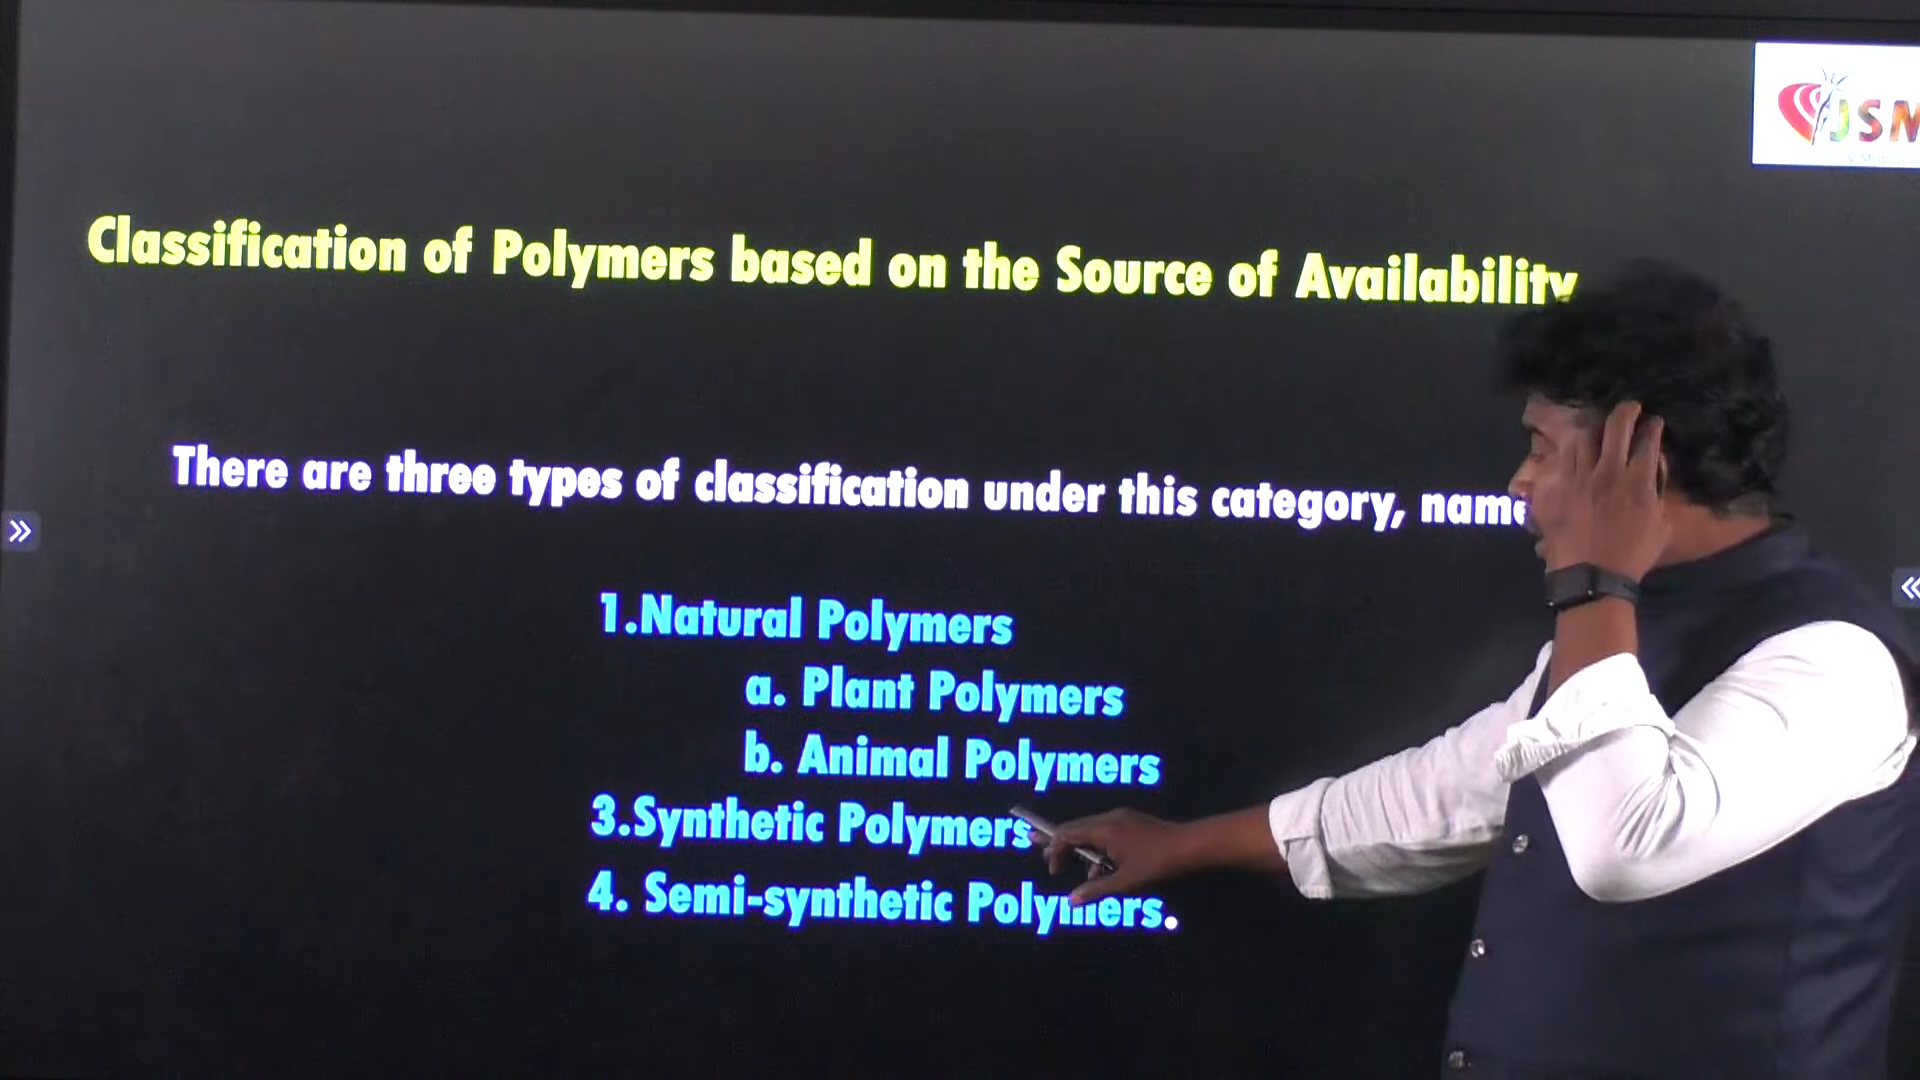 JSN
Classification of Polymers based on the Source of Availability
There are three types of classification under this category,
1.Natural Polymers
a. Plant Polymers
b. Animal Polymers
3.Synthetic Polymers
4. Semi-synthetic Polymers.